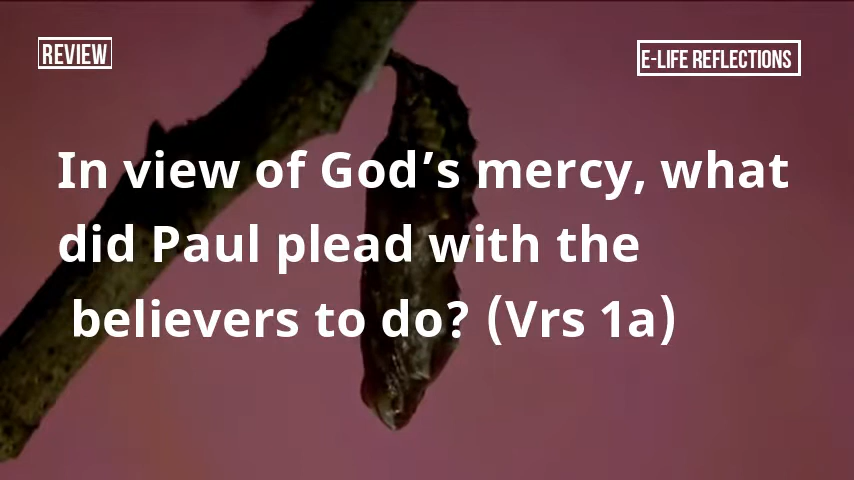 REVIEW
E-LIFE REFLECTIONS
In view of God’s mercy, what
did Paul plead with the
believers to do? (Vrs 1a)